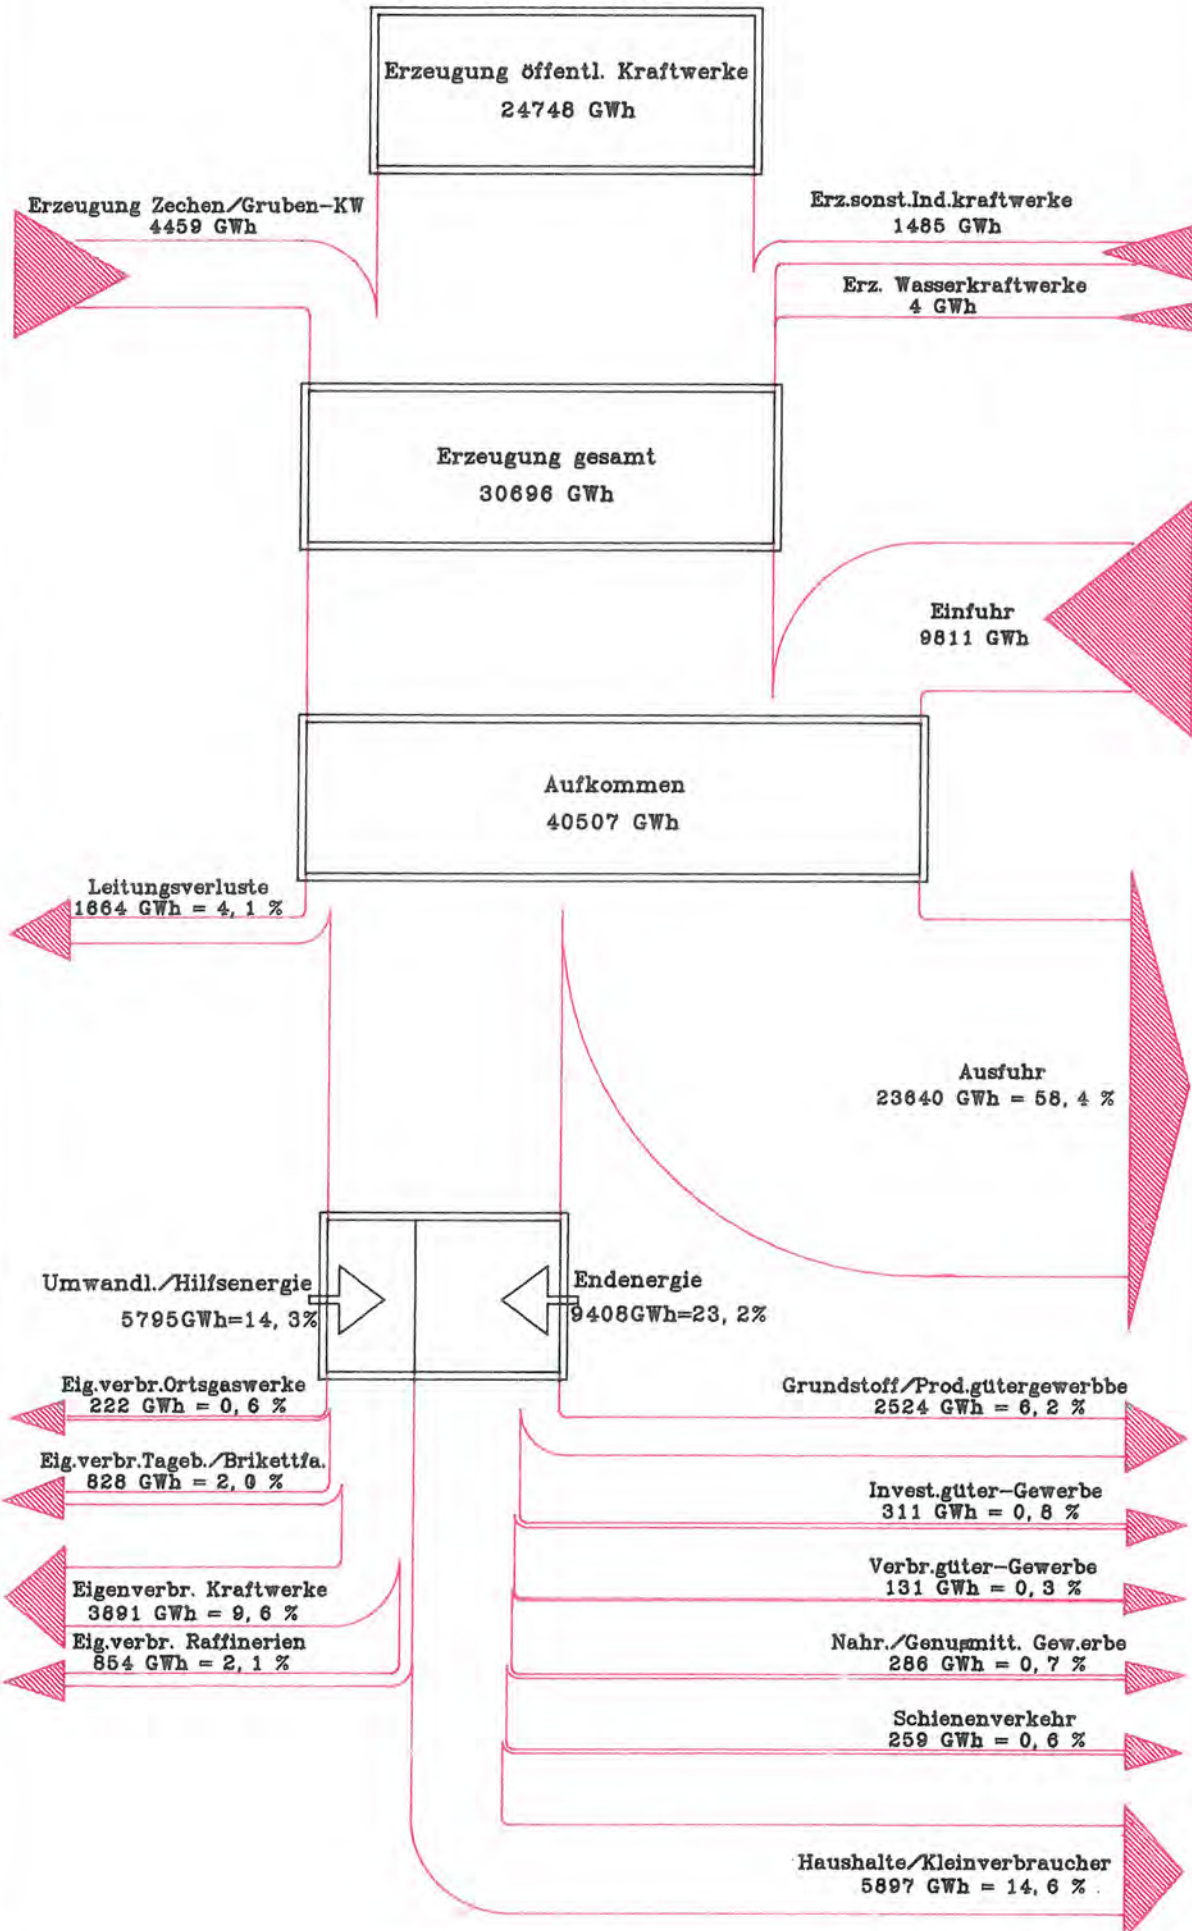 Erzeugung öffentl. Kraftwerke
24748 GWh
Erzeugung Zechen/Gruben-KW
4459 GWh
Erz.sonst.Ind.kraftwerke
1485 GWh
Erz. Wasserkraftwerke
4 GWh
Erzeugung gesamt
30696 GWh
Einfuhr
9811 GWh
Aufkommen
40507 GWh
Leitungsverluste
1664 GWh = 4, 1 %
Ausfuhr
23640 GWh = 58, 4 %
Umwandl./Hilfsenergie
5795GWh=14, 3%
Endenergie
9408GWh=23, 2%
Eig.verbr.Ortsgaswerke
222 GWh = 0, 6 %
Eig.verbr.Tageb./Brikettfa.
828 GWh = 2, 0 %
Eigenverbr. Kraftwerke
3891 GWh = 9, 6 %
Eig.verbr. Raffinerien
854 GWh = 2, 1 %
Grundstoff/Prod.gütergewerbbe
2524 GWh = 6, 2 %
Invest.güter-Gewerbe
311 GWh = 0, 8 %
Verbr.güter-Gewerbe
131 GWh = 0, 3 %
Nahr./Genußmitt. Gew.erbe
286 GWh = 0, 7 %
Schienenverkehr
259 GWh = 0, 6 %
Haushalte/Kleinverbraucher
5897 GWh = 14, 6 %